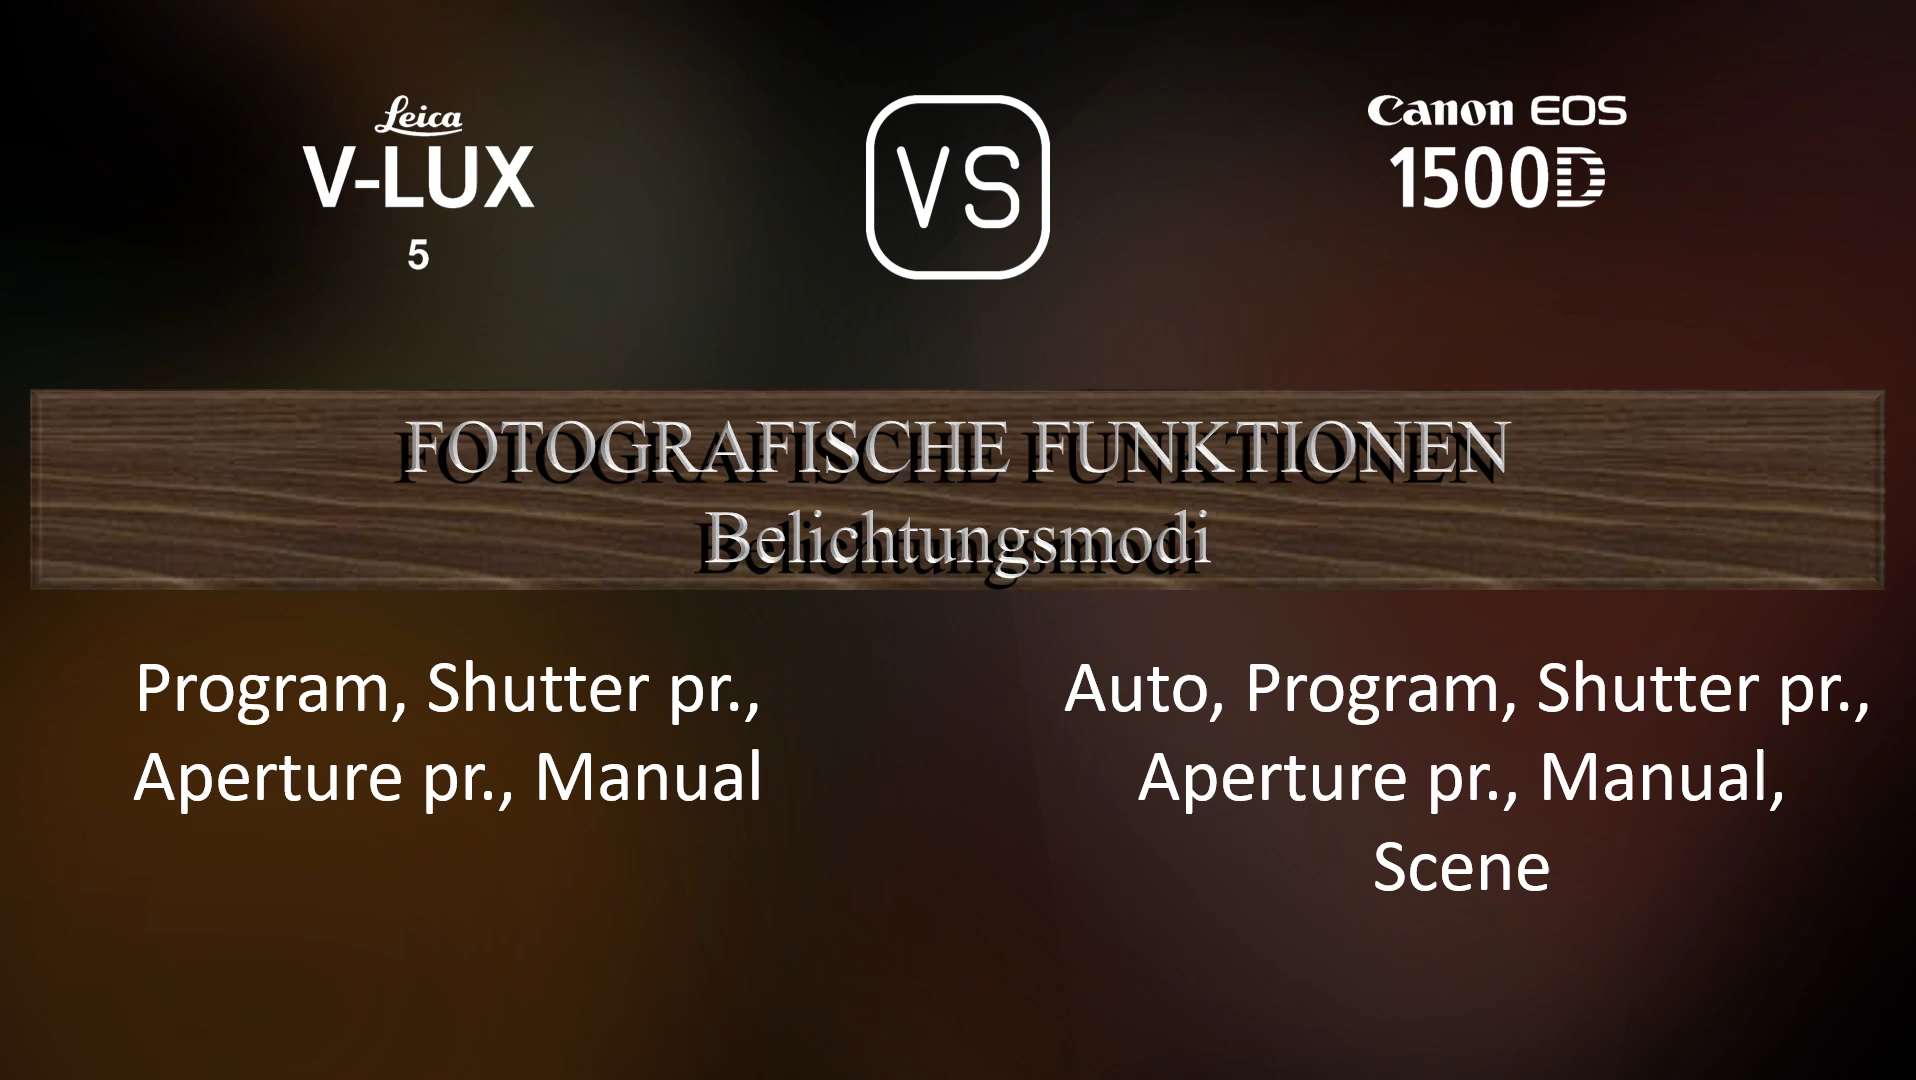 Leica
V-LUX
5
VS
Canon EOS
1500D
FOTOGRAFISCHE FUNKTIONEN
Belichtungsmodi
Program, Shutter pr.,
Aperture pr., Manual
Auto, Program, Shutter pr.,
Aperture pr., Manual,
Scene